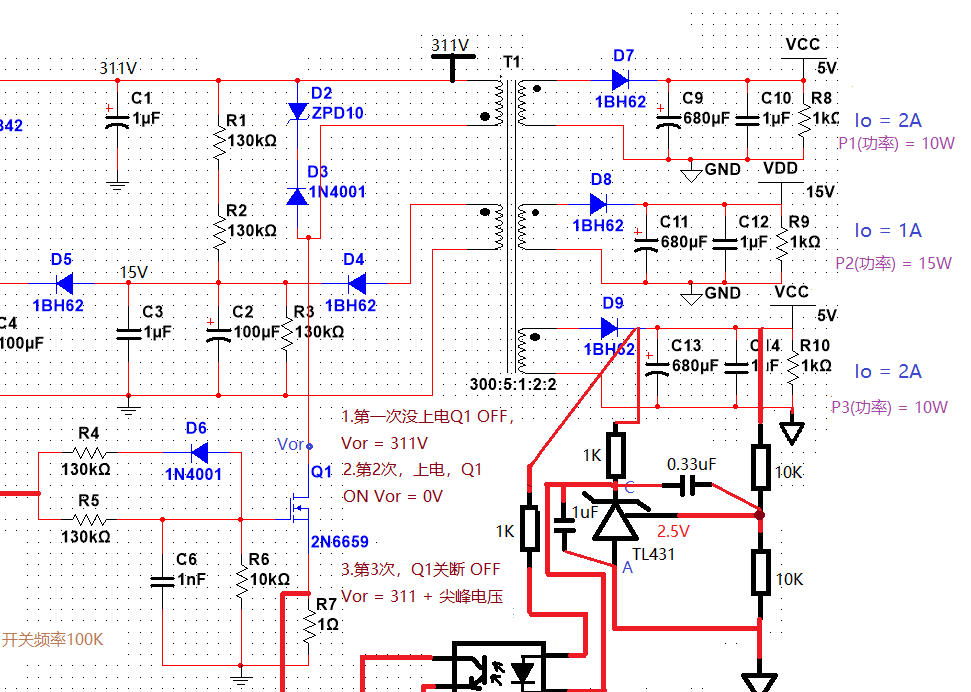 311V
T1
D7
VCC
5V
311V
C1
1µF
D2
ZPD10
1BH62
C9
680µF
C10
1µF
R8
Io = 2A
P1(功率) = 10W
R1
130kΩ
GND
VDD
D3
1N4001
D8
15V
R2
130kΩ
1BH62
C11
680µF
C12
1µF
R9
1kΩ
Io = 1A
P2(功率) = 15W
D5
15V
D4
GND
VCC
1BH62
1BH62
D9
5V
C4
100µF
C3
1µF
C2
100µF
R3
130kΩ
1BH62
C13
680µF
R10
1kΩ
Io = 2A
300:5:1:2:2
P3(功率) = 10W
1.第一次没上电Q1 OFF，
Vor = 311V
2.第2次，上电，Q1
ON Vor = 0V
R4
130kΩ
D6
1N4001
Vor
Q1
1K
0.33uF
10K
C
R5
130kΩ
1uF
2.5V
1K
2N6659
TL431
A
C6
1nF
R6
10kΩ
3.第3次，Q1关断 OFF
Vor = 311 + 尖峰电压
10K
R7
1Ω
开关频率100K